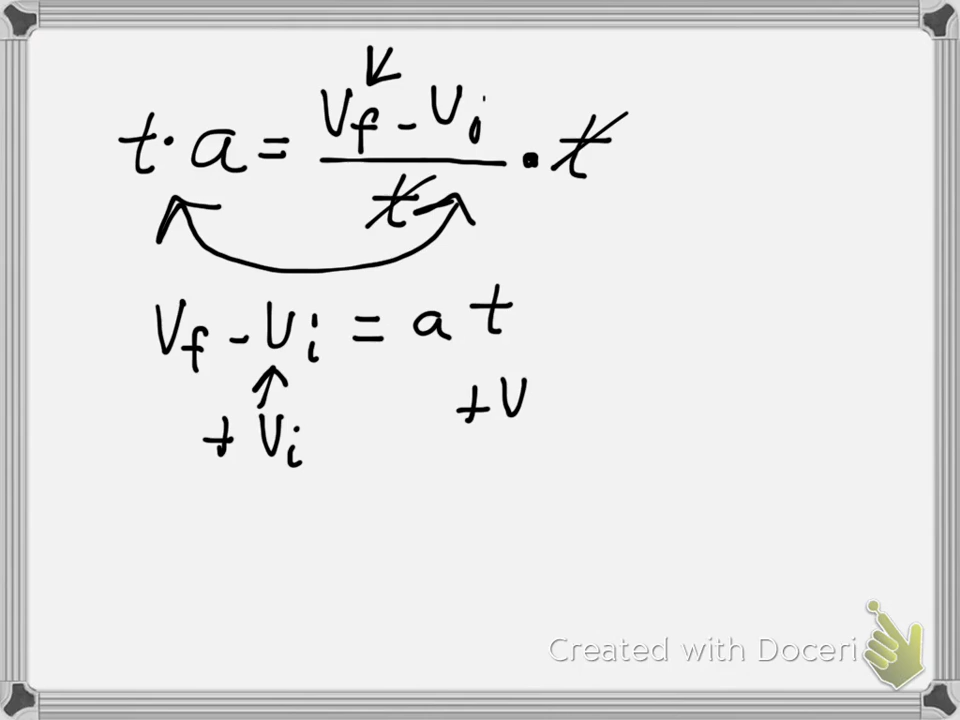 t · a = Vf - Vi / t · t
Vf - Vi = a t
+ Vi + V
Created with Doceri